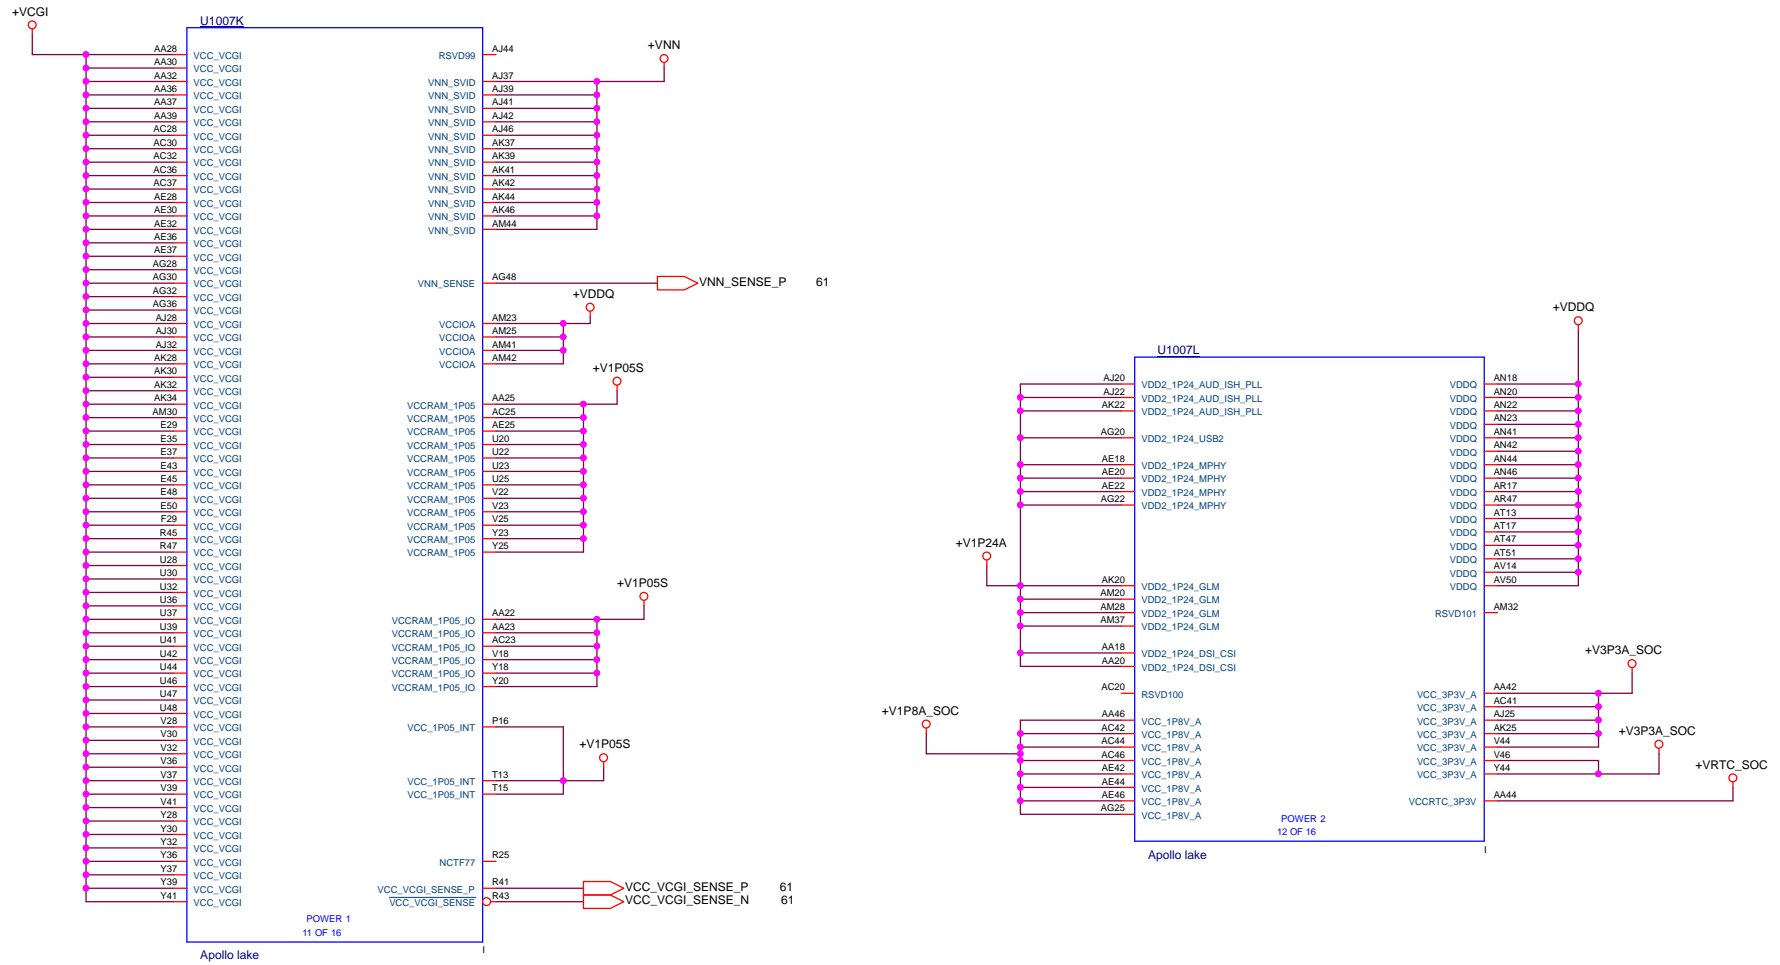 +VCGI
U1007K
AA28 VCC_VCGI
AA30 VCC_VCGI
AA32 VCC_VCGI
AA36 VCC_VCGI
AA37 VCC_VCGI
AA39 VCC_VCGI
AC28 VCC_VCGI
AC30 VCC_VCGI
AC32 VCC_VCGI
AC36 VCC_VCGI
AC37 VCC_VCGI
AE28 VCC_VCGI
AE30 VCC_VCGI
AE32 VCC_VCGI
AE36 VCC_VCGI
AE37 VCC_VCGI
AG28 VCC_VCGI
AG30 VCC_VCGI
AG32 VCC_VCGI
AG36 VCC_VCGI
AJ28 VCC_VCGI
AJ30 VCC_VCGI
AJ32 VCC_VCGI
AK28 VCC_VCGI
AK30 VCC_VCGI
AK32 VCC_VCGI
AK34 VCC_VCGI
AM30 VCC_VCGI
E29 VCC_VCGI
E35 VCC_VCGI
E37 VCC_VCGI
E43 VCC_VCGI
E45 VCC_VCGI
E48 VCC_VCGI
E50 VCC_VCGI
F29 VCC_VCGI
R45 VCC_VCGI
R47 VCC_VCGI
U28 VCC_VCGI
U30 VCC_VCGI
U32 VCC_VCGI
U36 VCC_VCGI
U37 VCC_VCGI
U39 VCC_VCGI
U41 VCC_VCGI
U42 VCC_VCGI
U44 VCC_VCGI
U46 VCC_VCGI
U47 VCC_VCGI
U48 VCC_VCGI
V28 VCC_VCGI
V30 VCC_VCGI
V32 VCC_VCGI
V36 VCC_VCGI
V37 VCC_VCGI
V39 VCC_VCGI
V41 VCC_VCGI
Y28 VCC_VCGI
Y30 VCC_VCGI
Y32 VCC_VCGI
Y36 VCC_VCGI
Y37 VCC_VCGI
Y39 VCC_VCGI
Y41 VCC_VCGI
RSVD99 AJ44
+VNN
VNN_SVID AJ37
VNN_SVID AJ39
VNN_SVID AJ41
VNN_SVID AJ42
VNN_SVID AJ46
VNN_SVID AK37
VNN_SVID AK39
VNN_SVID AK41
VNN_SVID AK42
VNN_SVID AK44
VNN_SVID AK46
VNN_SVID AM44
VNN_SENSE AG48 VNN_SENSE_P 61
+VDDQ
VCCIOA AM23
VCCIOA AM25
VCCIOA AM41
VCCIOA AM42
+V1P05S
VCCRAM_1P05 AA25
VCCRAM_1P05 AC25
VCCRAM_1P05 AE25
VCCRAM_1P05 U20
VCCRAM_1P05 U22
VCCRAM_1P05 U23
VCCRAM_1P05 U25
VCCRAM_1P05 V22
VCCRAM_1P05 V23
VCCRAM_1P05 V25
VCCRAM_1P05 Y23
VCCRAM_1P05 Y25
+V1P05S
VCCRAM_1P05_IO AA22
VCCRAM_1P05_IO AA23
VCCRAM_1P05_IO AC23
VCCRAM_1P05_IO V18
VCCRAM_1P05_IO Y18
VCCRAM_1P05_IO Y20
VCC_1P05_INT P16
+V1P05S
VCC_1P05_INT T13
VCC_1P05_INT T15
NCTF77 R25
VCC_VCGI_SENSE_P R41 VCC_VCGI_SENSE_P 61
VCC_VCGI_SENSE R43 VCC_VCGI_SENSE_N 61
POWER 1
11 OF 16
Apollo lake
U1007L
AJ20 VDD2_1P24_AUD_ISH_PLL
AJ22 VDD2_1P24_AUD_ISH_PLL
AK22 VDD2_1P24_AUD_ISH_PLL
AG20 VDD2_1P24_USB2
AE18 VDD2_1P24_MPHY
AE20 VDD2_1P24_MPHY
AE22 VDD2_1P24_MPHY
AG22 VDD2_1P24_MPHY
+V1P24A
AK20 VDD2_1P24_GLM
AM20 VDD2_1P24_GLM
AM28 VDD2_1P24_GLM
AM37 VDD2_1P24_GLM
AA18 VDD2_1P24_DSI_CSI
AA20 VDD2_1P24_DSI_CSI
AC20 RSVD100
+V1P8A_SOC
AA46 VCC_1P8V_A
AC42 VCC_1P8V_A
AC44 VCC_1P8V_A
AC46 VCC_1P8V_A
AE42 VCC_1P8V_A
AE44 VCC_1P8V_A
AE46 VCC_1P8V_A
AG25 VCC_1P8V_A
+VDDQ
VDDQ AN18
VDDQ AN20
VDDQ AN22
VDDQ AN23
VDDQ AN41
VDDQ AN42
VDDQ AN44
VDDQ AN46
VDDQ AR17
VDDQ AR47
VDDQ AT13
VDDQ AT17
VDDQ AT47
VDDQ AT51
VDDQ AV14
VDDQ AV50
RSVD101 AM32
+V3P3A_SOC
VCC_3P3V_A AA42
VCC_3P3V_A AC41
VCC_3P3V_A AJ25
VCC_3P3V_A AK25
VCC_3P3V_A V44
+V3P3A_SOC
VCC_3P3V_A V46
VCC_3P3V_A Y44
+VRTC_SOC
VCCRTC_3P3V AA44
POWER 2
12 OF 16
Apollo lake